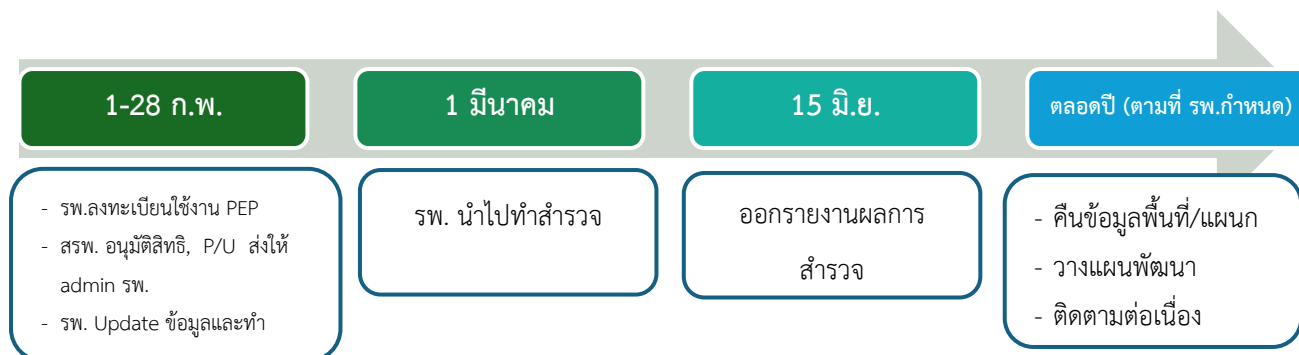 1-28 ก.พ.
- รพ.ลงทะเบียนใช้งาน PEP
- สรพ. อนุมัติสิทธิ, P/U ส่งให้
admin รพ.
- รพ. Update ข้อมูลและทำ
1 มีนาคม
รพ. นำไปทำสำรวจ
15 มิ.ย.
ออกรายงานผลการ
สำรวจ
ตลอดปี (ตามที่ รพ.กำหนด)
- คืนข้อมูลพื้นที่/แผนก
- วางแผนพัฒนา
- ติดตามต่อเนื่อง